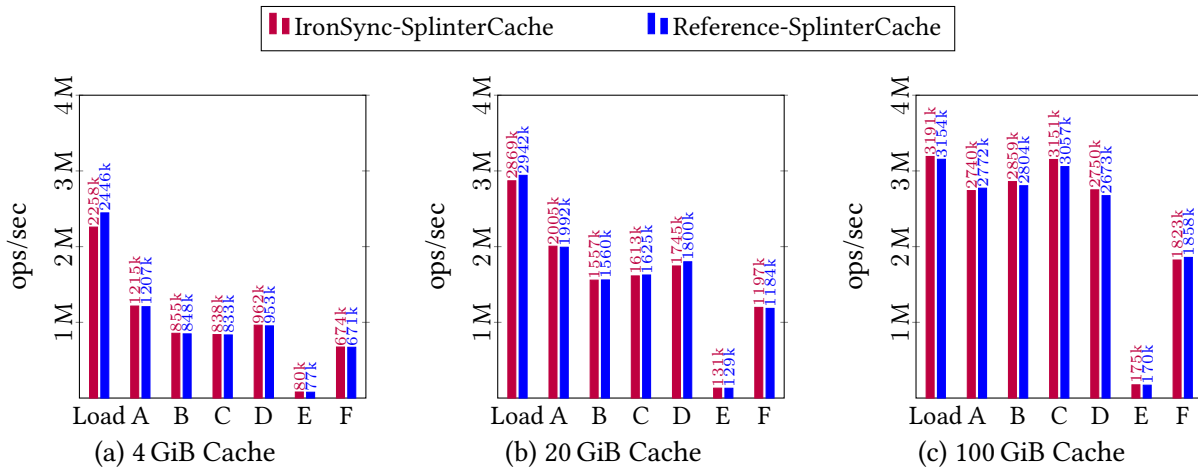 IronSync-SplinterCache Reference-SplinterCache
4 M
3 M
2 M
1 M
ops/sec
2258k 2446k 1215k 1207k 855k 848k 838k 833k 962k 953k 80k 77k 674k 671k
Load A B C D E F
(a) 4 GiB Cache
4 M
3 M
2 M
1 M
ops/sec
2869k 2942k 2005k 1992k 1557k 1560k 1613k 1625k 1745k 1800k 131k 129k 1197k 1184k
Load A B C D E F
(b) 20 GiB Cache
4 M
3 M
2 M
1 M
ops/sec
3191k 3154k 2740k 2772k 2859k 2804k 3151k 3057k 2750k 2673k 175k 170k 1823k 1858k
Load A B C D E F
(c) 100 GiB Cache